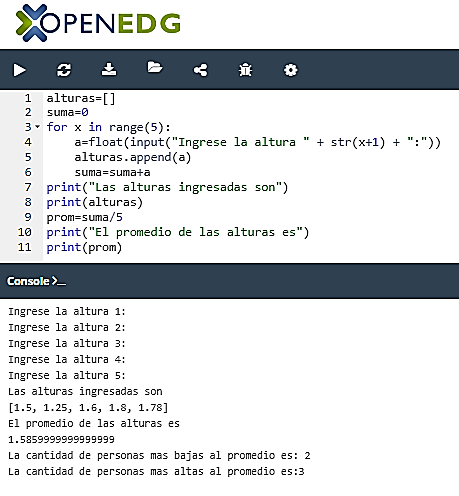 OPENEDG
1 alturas=[]
2 suma=0
3 for x in range(5):
4     a=float(input("Ingrese la altura " + str(x+1) + ":"))
5     alturas.append(a)
6     suma=suma+a
7 print("Las alturas ingresadas son")
8 print(alturas)
9 prom=suma/5
10 print("El promedio de las alturas es")
11 print(prom)
Console >_
Ingrese la altura 1:
Ingrese la altura 2:
Ingrese la altura 3:
Ingrese la altura 4:
Ingrese la altura 5:
Las alturas ingresadas son
[1.5, 1.25, 1.6, 1.8, 1.78]
El promedio de las alturas es
1.5859999999999999
La cantidad de personas mas bajas al promedio es: 2
La cantidad de personas mas altas al promedio es:3